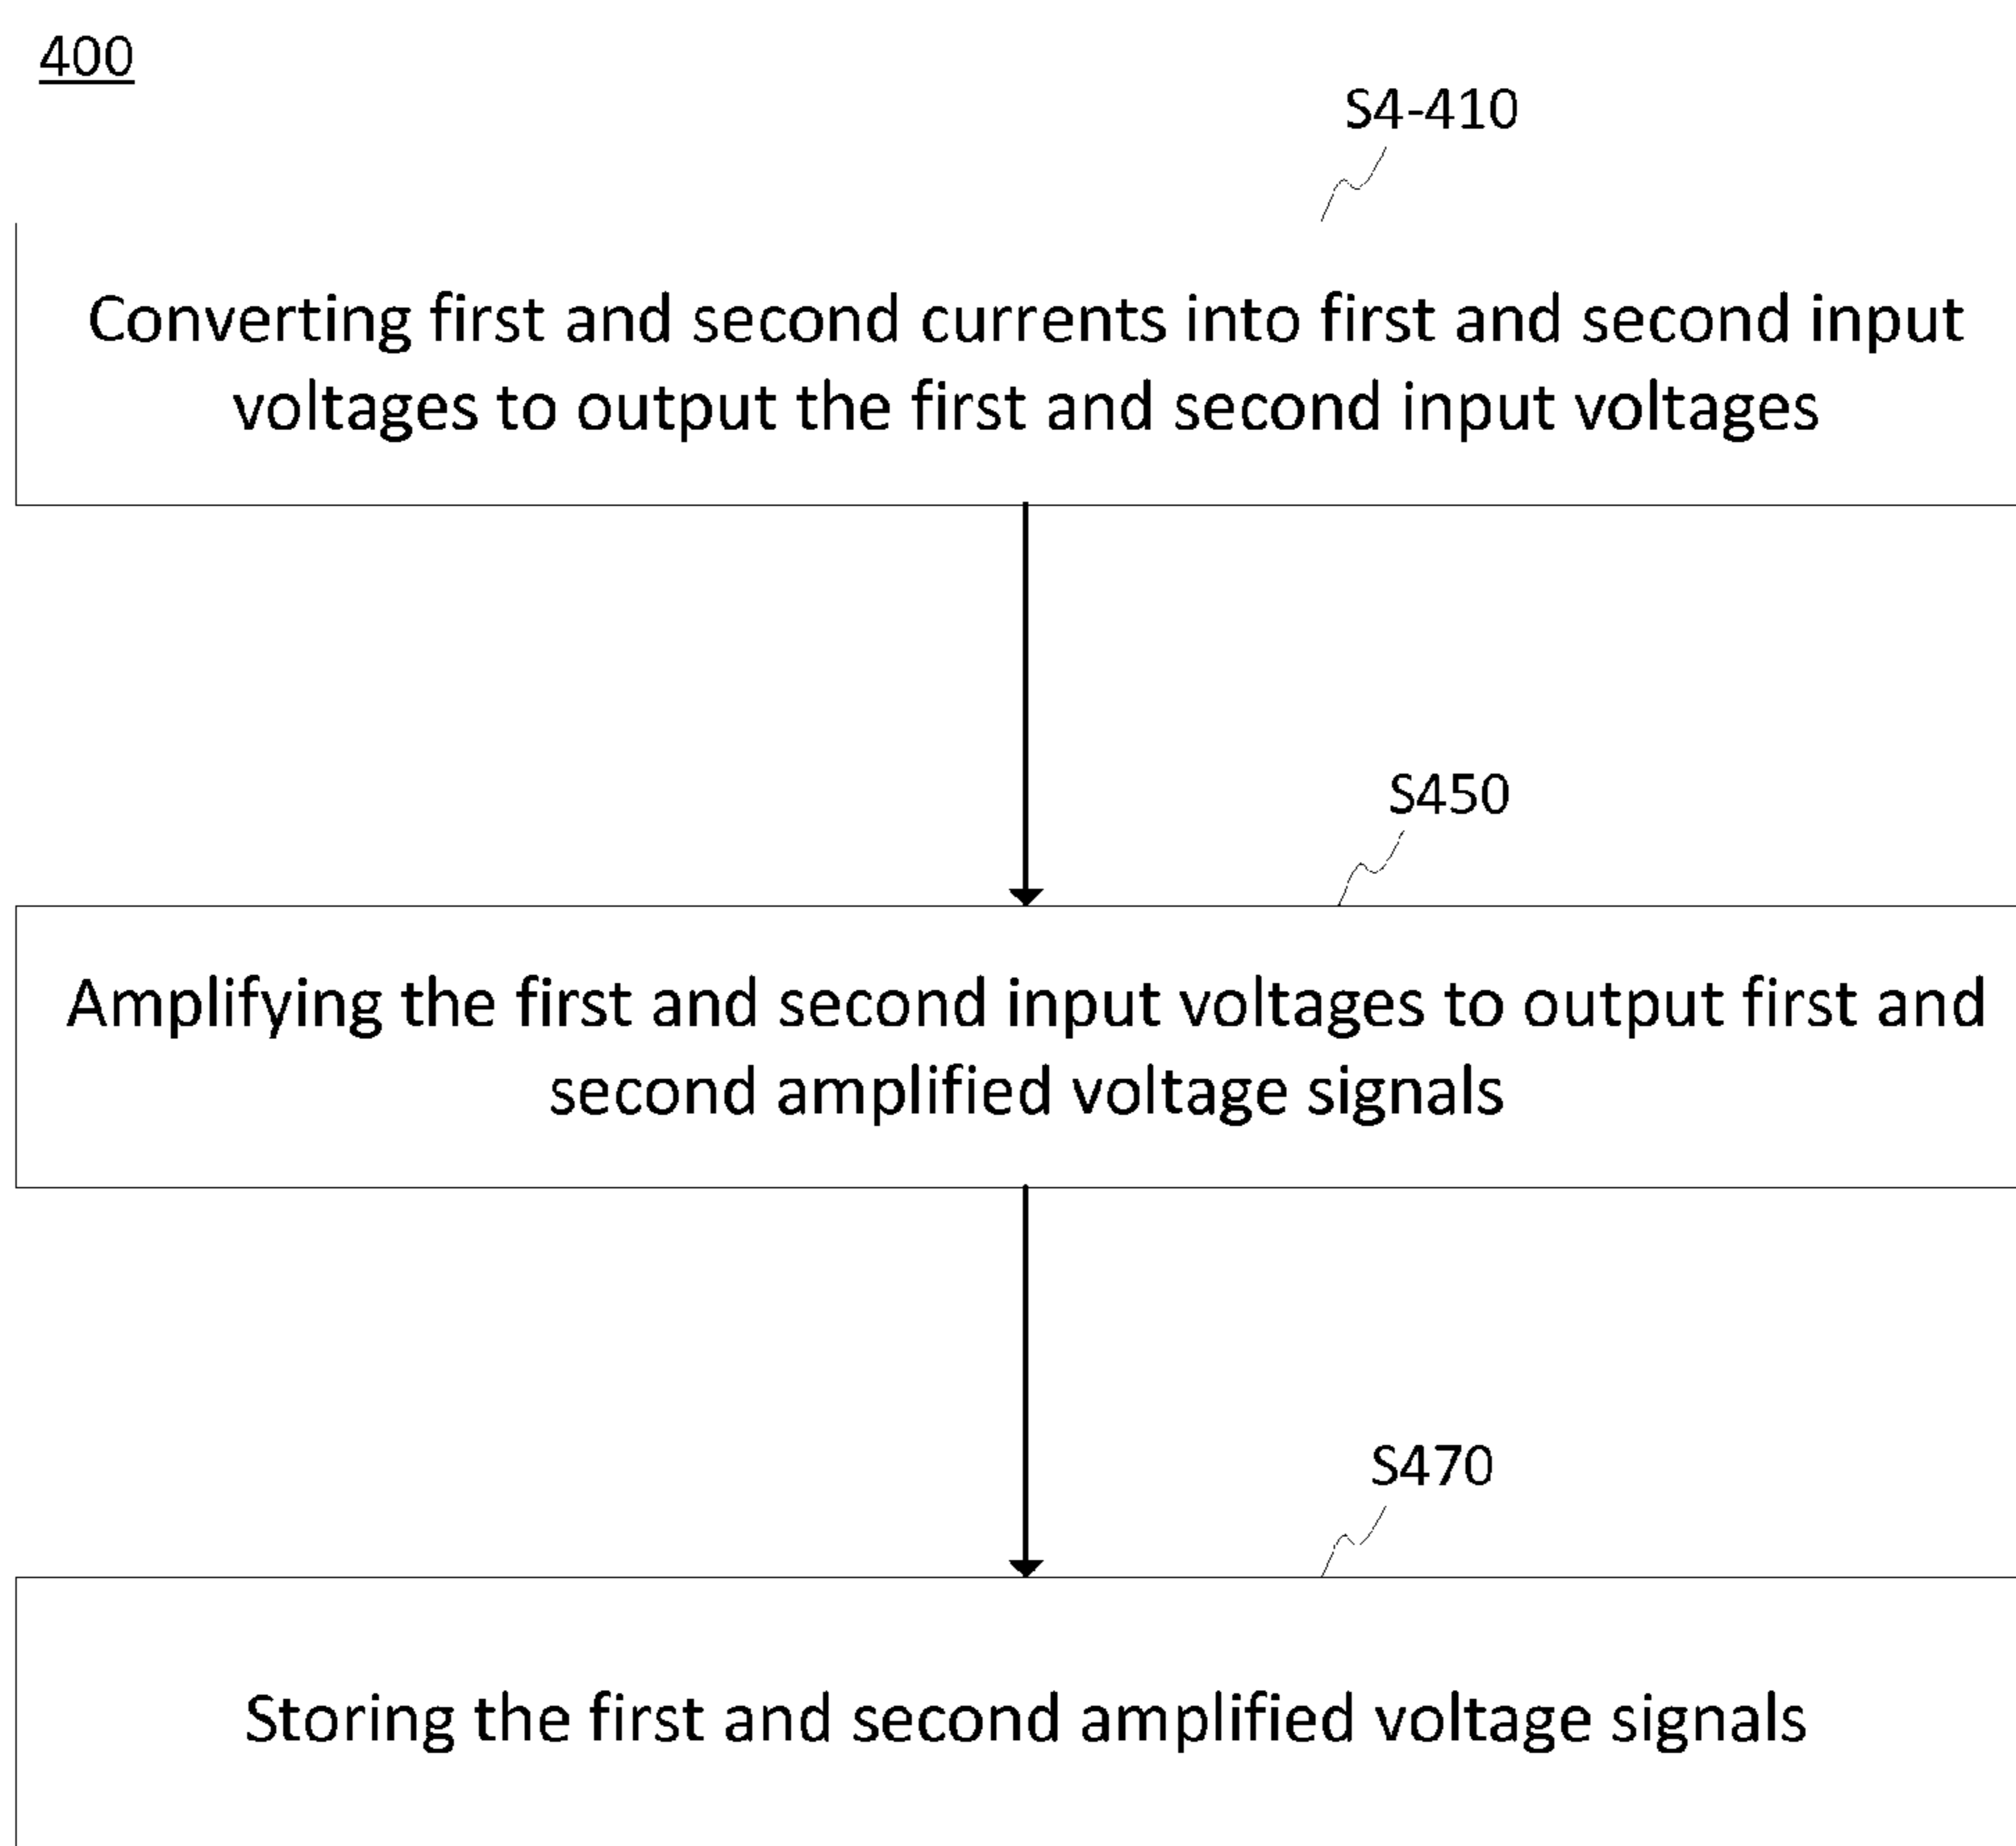 400
S4-410
Converting first and second currents into first and second input
voltages to output the first and second input voltages
S450
Amplifying the first and second input voltages to output first and
second amplified voltage signals
S470
Storing the first and second amplified voltage signals